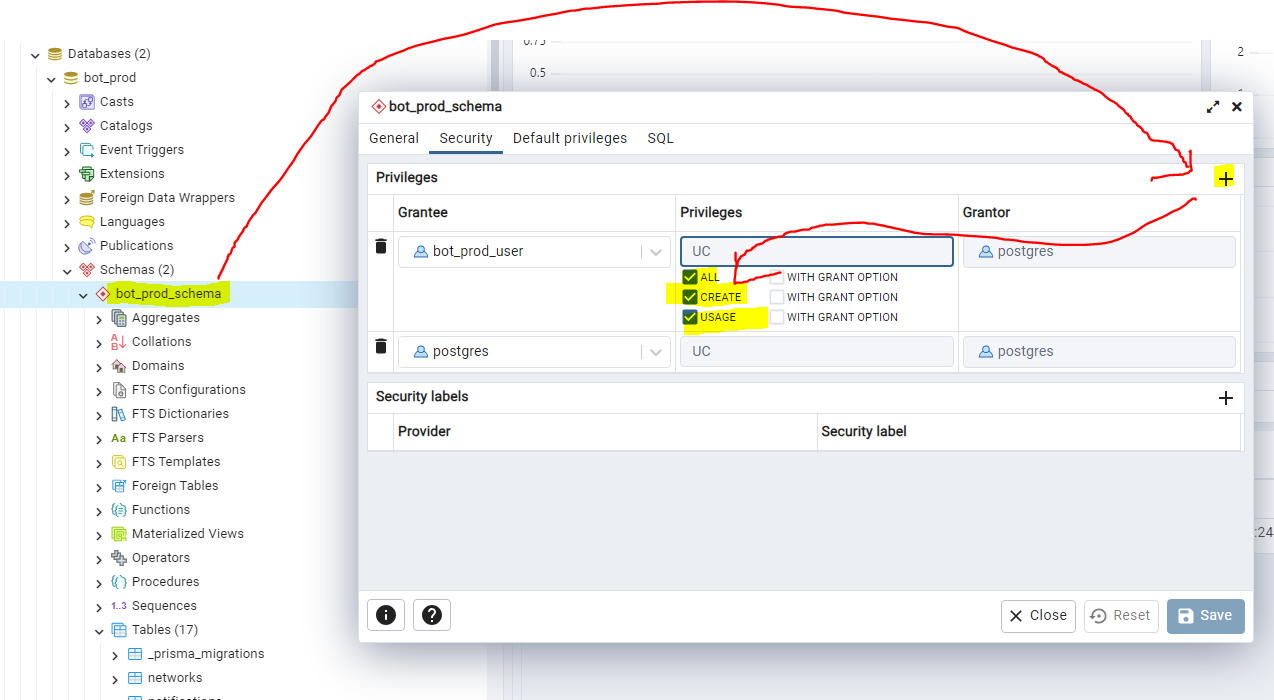 Databases (2)
bot_prod
Casts
Catalogs
Event Triggers
Extensions
Foreign Data Wrappers
Languages
Publications
Schemas (2)
bot_prod_schema
Aggregates
Collations
Domains
FTS Configurations
FTS Dictionaries
Aa FTS Parsers
FTS Templates
Foreign Tables
Functions
Materialized Views
Operators
Procedures
1..3 Sequences
Tables (17)
_prisma_migrations
networks
0.75
0.5
2
bot_prod_schema
General Security Default privileges SQL
Privileges
Grantee Privileges Grantor
bot_prod_user UC postgres
ALL WITH GRANT OPTION
CREATE WITH GRANT OPTION
USAGE WITH GRANT OPTION
postgres UC postgres
Security labels
Provider Security label
Close Reset Save
:24